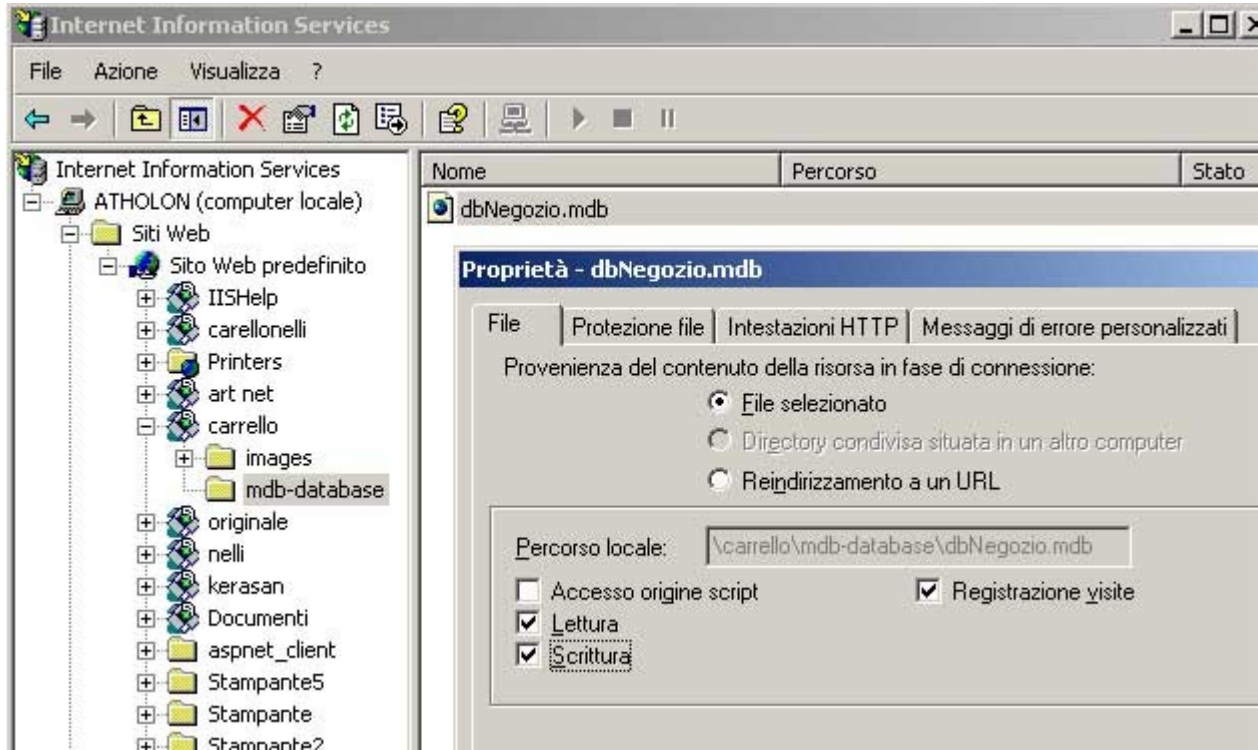 Internet Information Services
File Azione Visualizza ?
Internet Information Services
ATHOLON (computer locale)
Siti Web
Sito Web predefinito
IISHelp
carellonelli
Printers
art net
carrello
images
mdb-database
originale
nelli
kerasan
Documenti
aspnet_client
Stampante5
Stampante
Stampante2
Nome Percorso Stato
dbNegozio.mdb
Proprietà - dbNegozio.mdb
File Protezione file Intestazioni HTTP Messaggi di errore personalizzati
Provenienza del contenuto della risorsa in fase di connessione:
File selezionato
Directory condivisa situata in un altro computer
Reindirizzamento a un URL
Percorso locale: \carrello\mdb-database\dbNegozio.mdb
Accesso origine script Registrazione visite
Lettura
Scrittura